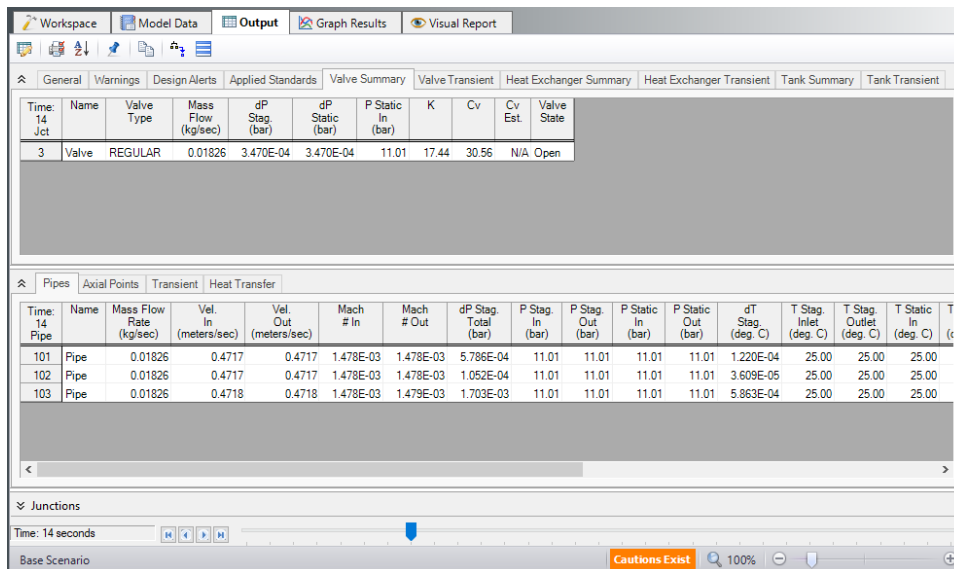 Workspace Model Data Output Graph Results Visual Report
General Warnings Design Alerts Applied Standards Valve Summary Valve Transient Heat Exchanger Summary Heat Exchanger Transient Tank Summary Tank Transient
Time: 14 Jct Name Valve Type Mass Flow (kg/sec) dP Stag. (bar) dP Static (bar) P Static In (bar) K Cv Cv Est. Valve State
3 Valve REGULAR 0.01826 3.470E-04 3.470E-04 11.01 17.44 30.56 N/A Open
Pipes Axial Points Transient Heat Transfer
Time: 14 Pipe Name Mass Flow Rate (kg/sec) Vel. In (meters/sec) Vel. Out (meters/sec) Mach # In Mach # Out dP Stag. Total (bar) P Stag. In (bar) P Stag. Out (bar) P Static In (bar) P Static Out (bar) dT Stag. (deg. C) T Stag. Inlet (deg. C) T Stag. Outlet (deg. C) T Static In (deg. C)
101 Pipe 0.01826 0.4717 0.4717 1.478E-03 1.478E-03 5.786E-04 11.01 11.01 11.01 11.01 1.220E-04 25.00 25.00 25.00
102 Pipe 0.01826 0.4717 0.4717 1.478E-03 1.478E-03 1.052E-04 11.01 11.01 11.01 11.01 3.609E-05 25.00 25.00 25.00
103 Pipe 0.01826 0.4718 0.4718 1.478E-03 1.479E-03 1.703E-03 11.01 11.01 11.01 11.01 5.863E-04 25.00 25.00 25.00
Junctions
Time: 14 seconds
Base Scenario Cautions Exist 100%